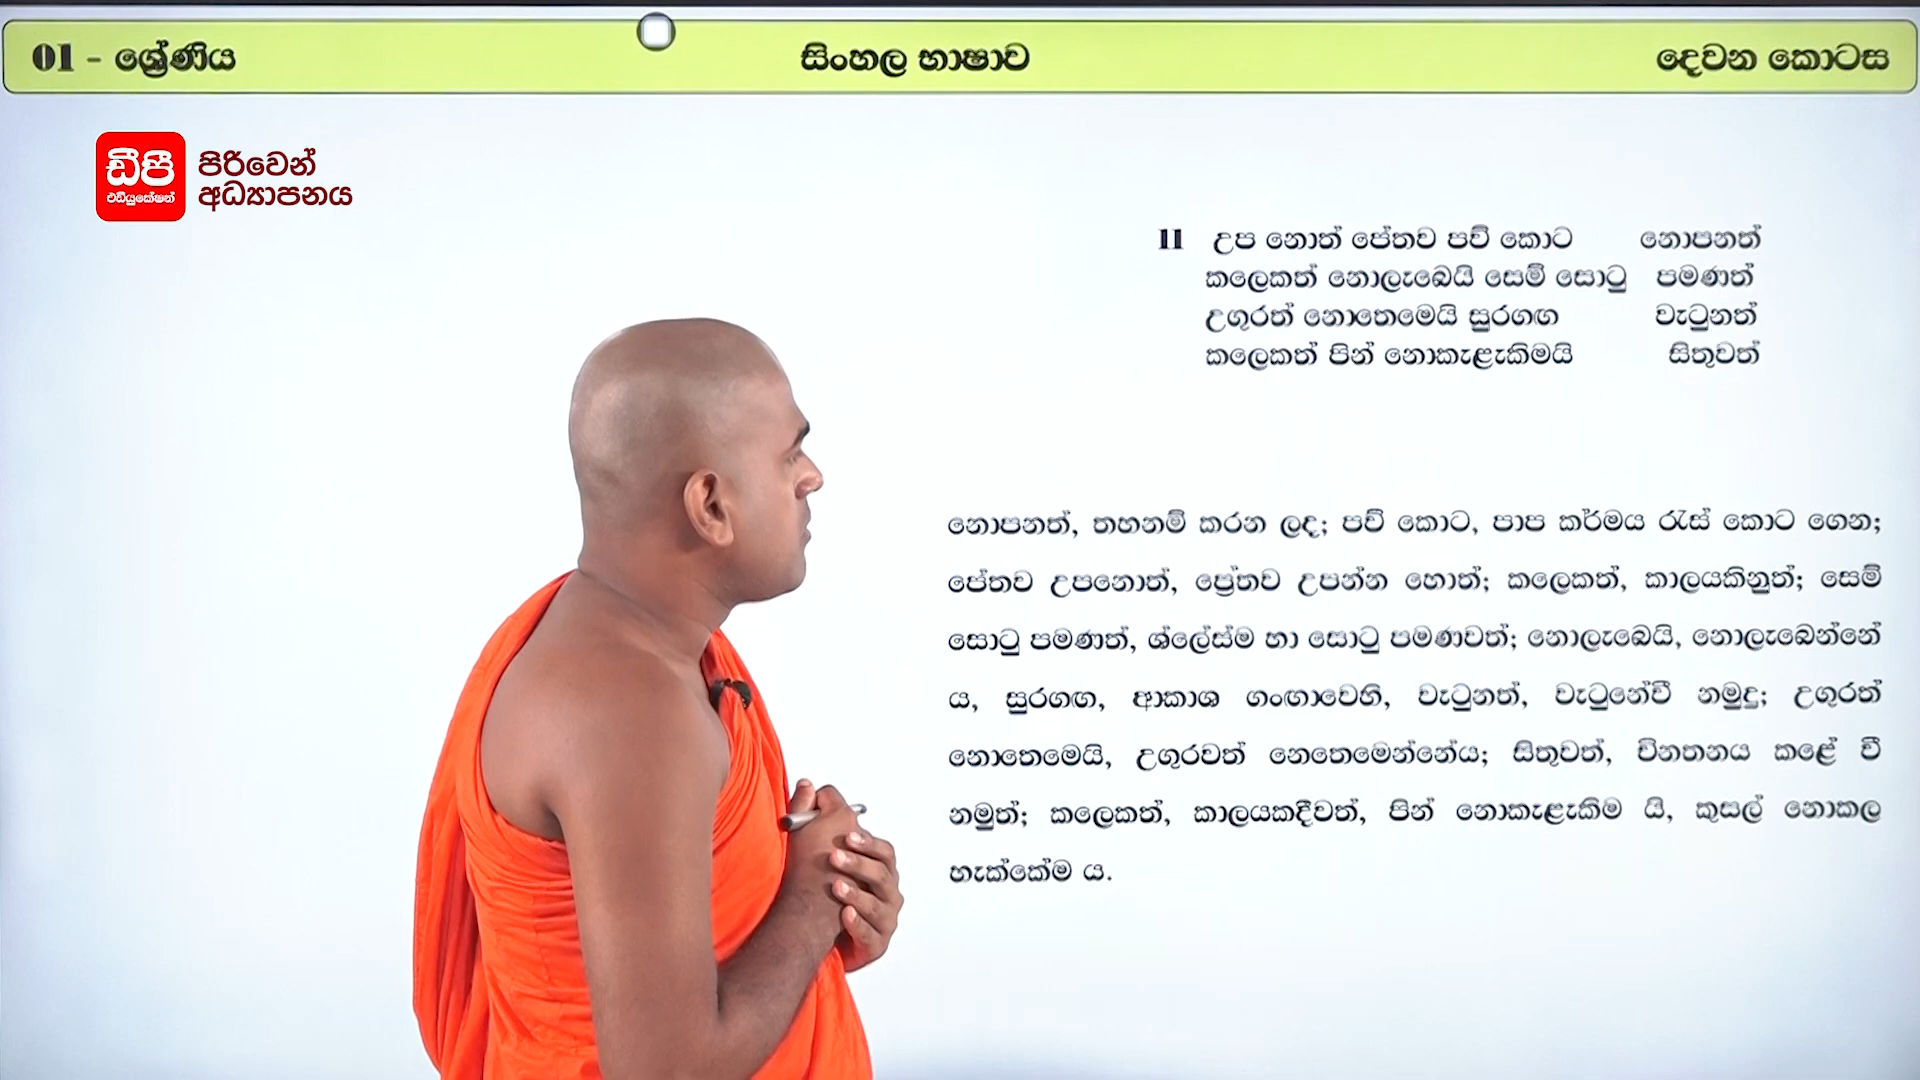 01 - ශ්‍රේණිය සිංහල භාෂාව දෙවන කොටස
ඩීපී
එඩියුකේෂන්
පිරිවෙන්
අධ්‍යාපනය
11 උප නොත් පේතව පව් කොට නොපනත්
කලෙකත් නොලැබෙයි සෙම් සොටු පමණත්
උගුරත් නොතෙමෙයි සුරගඟ වැටුනත්
කලෙකත් පින් නොකැළැකිමයි සිතුවත්
නොපනත්, තහනම් කරන ලද; පව් කොට, පාප කර්මය රැස් කොට ගෙන;
පේතව උපනොත්, ප්‍රේතව උපන්න හොත්; කලෙකත්, කාලයකිනුත්; සෙම්
සොටු පමණත්, ශ්ලේස්ම හා සොටු පමණවත්; නොලැබෙයි, නොලැබෙන්නේ
ය, සුරගඟ, ආකාශ ගංඟාවෙහි, වැටුනත්, වැටුනේවී නමුදු; උගුරත්
නොතෙමෙයි, උගුරවත් නෙතෙමෙන්නේය; සිතුවත්, චිනතනය කළේ වී
නමුත්; කලෙකත්, කාලයකදීවත්, පින් නොකැළැකිම යි, කුසල් නොකල
හැක්කේම ය.